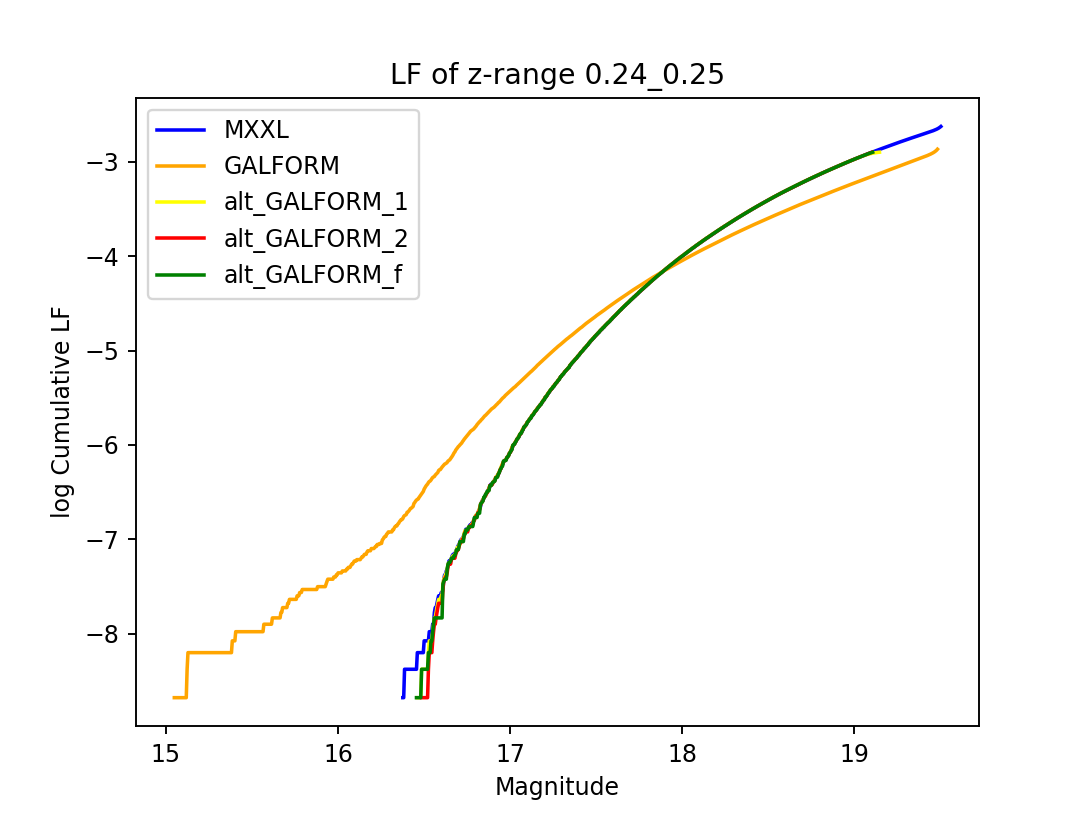 LF of z-range 0.24_0.25
MXXL
GALFORM
alt_GALFORM_1
alt_GALFORM_2
alt_GALFORM_f
log Cumulative LF
−3
−4
−5
−6
−7
−8
15 16 17 18 19
Magnitude